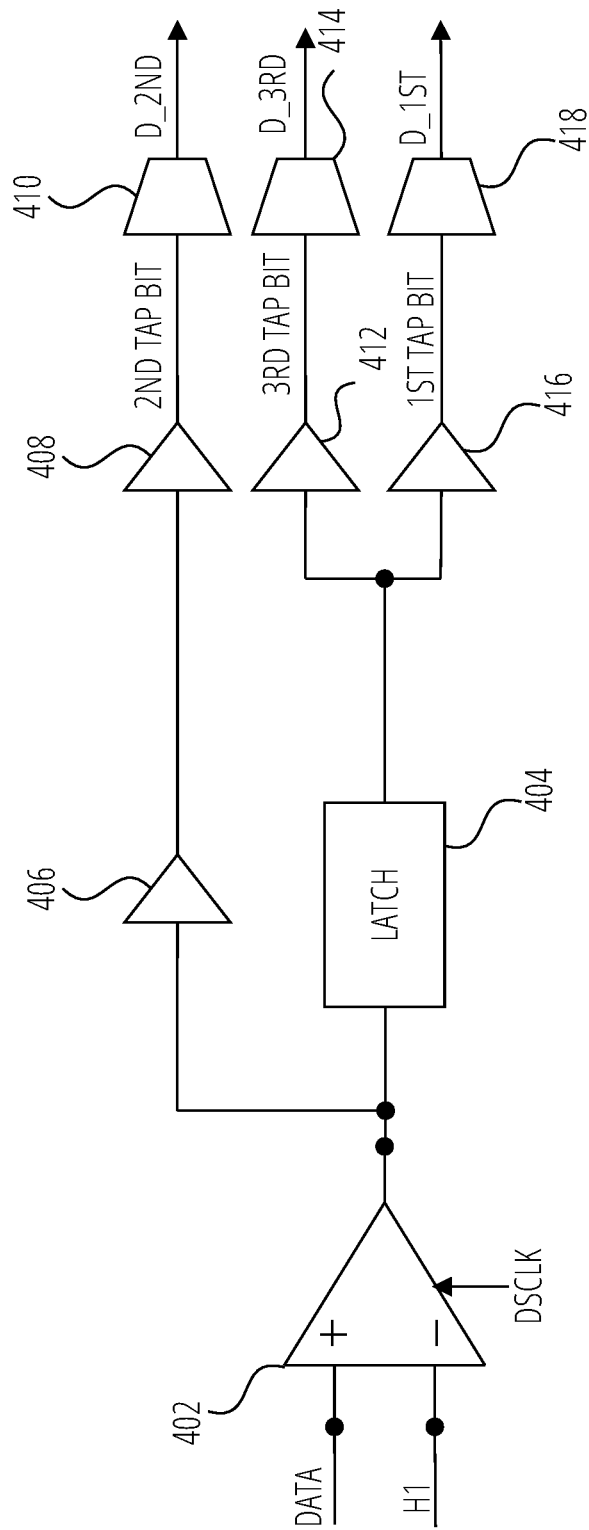 410
D_2ND
2ND TAP BIT
408
406
414
D_3RD
3RD TAP BIT
412
D_1ST
418
1ST TAP BIT
416
LATCH
404
402
+
−
DATA
H1
DSCLK